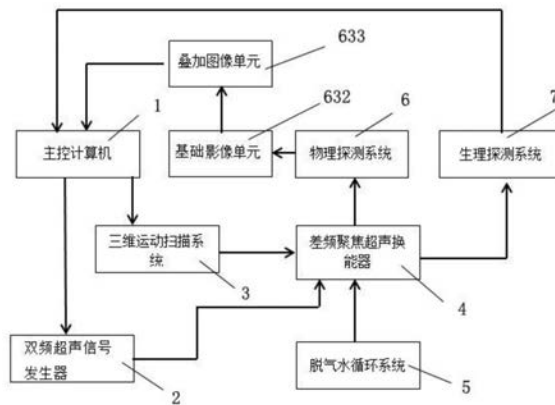 633
叠加图像单元
632
6
7
1
主控计算机
基础影像单元
物理探测系统
生理探测系统
三维运动扫描系
统
3
差频聚焦超声换
能器
4
双频超声信号
发生器
2
脱气水循环系统
5